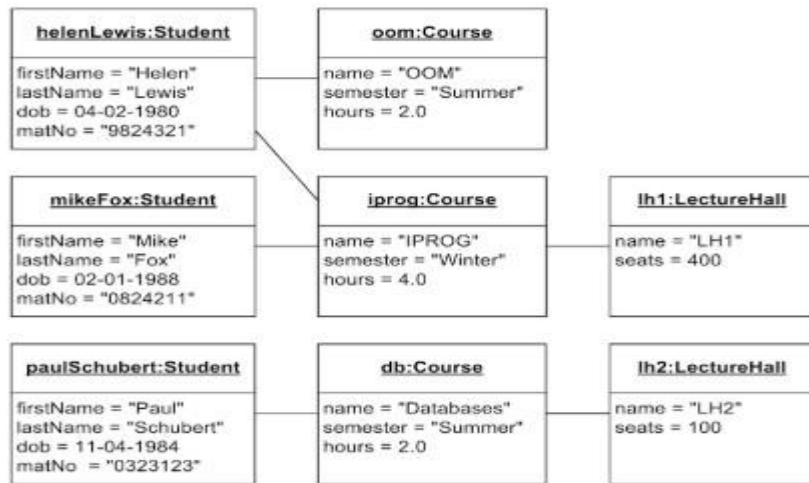 helenLewis:Student
firstName = "Helen"
lastName = "Lewis"
dob = 04-02-1980
matNo = "9824321"
oom:Course
name = "OOM"
semester = "Summer"
hours = 2.0
mikeFox:Student
firstName = "Mike"
lastName = "Fox"
dob = 02-01-1988
matNo = "0824211"
iprog:Course
name = "IPROG"
semester = "Winter"
hours = 4.0
lh1:LectureHall
name = "LH1"
seats = 400
paulSchubert:Student
firstName = "Paul"
lastName = "Schubert"
dob = 11-04-1984
matNo = "0323123"
db:Course
name = "Databases"
semester = "Summer"
hours = 2.0
lh2:LectureHall
name = "LH2"
seats = 100